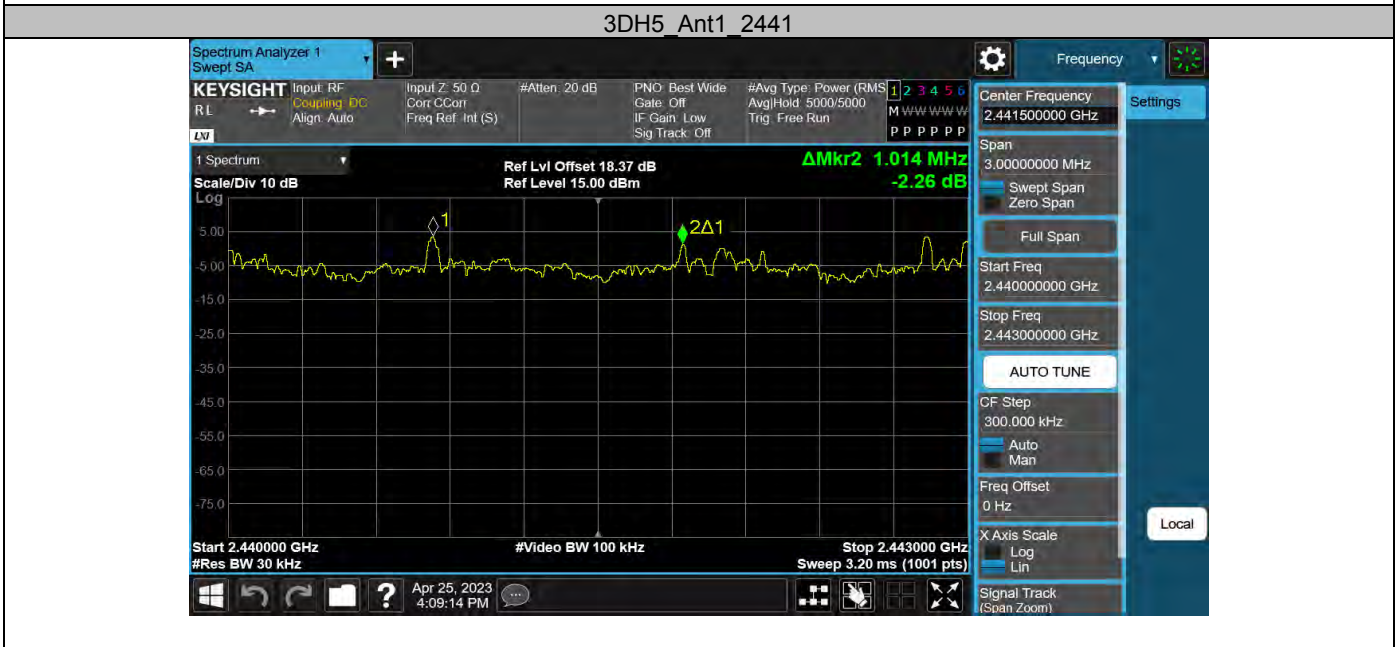 3DH5_Ant1_2441
Spectrum Analyzer 1
Swept SA
+
Frequency
KEYSIGHT
RL
LXI
Input: RF
Coupling: DC
Align: Auto
Input Z: 50 Ω
Corr CCorr
Freq Ref: Int (S)
#Atten: 20 dB
PNO: Best Wide
Gate: Off
IF Gain: Low
Sig Track: Off
#Avg Type: Power (RMS
Avg|Hold: 5000/5000
Trig: Free Run
1 2 3 4 5 6
M W W W W W
P P P P P P
Center Frequency
2.441500000 GHz
Settings
1 Spectrum
Scale/Div 10 dB
Log
Ref Lvl Offset 18.37 dB
Ref Level 15.00 dBm
ΔMkr2 1.014 MHz
-2.26 dB
Span
3.00000000 MHz
Swept Span
Zero Span
Full Span
Start Freq
2.440000000 GHz
Stop Freq
2.443000000 GHz
AUTO TUNE
CF Step
300.000 kHz
Auto
Man
Freq Offset
0 Hz
X Axis Scale
Log
Lin
Signal Track
(Span Zoom)
Local
1
2Δ1
5.00
-5.00
-15.0
-25.0
-35.0
-45.0
-55.0
-65.0
-75.0
Start 2.440000 GHz
#Video BW 100 kHz
Stop 2.443000 GHz
#Res BW 30 kHz
Sweep 3.20 ms (1001 pts)
?
Apr 25, 2023
4:09:14 PM